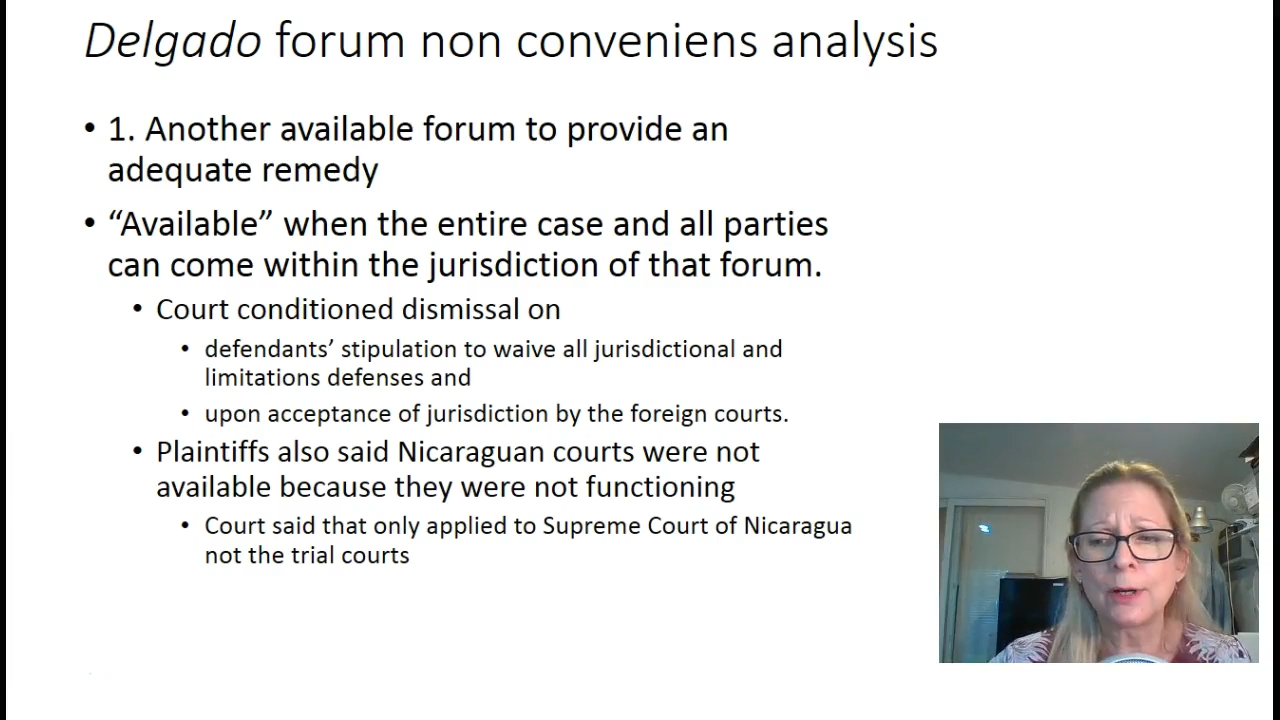 Delgado forum non conveniens analysis
• 1. Another available forum to provide an
adequate remedy
• “Available” when the entire case and all parties
can come within the jurisdiction of that forum.
• Court conditioned dismissal on
• defendants’ stipulation to waive all jurisdictional and
limitations defenses and
• upon acceptance of jurisdiction by the foreign courts.
• Plaintiffs also said Nicaraguan courts were not
available because they were not functioning
• Court said that only applied to Supreme Court of Nicaragua
not the trial courts